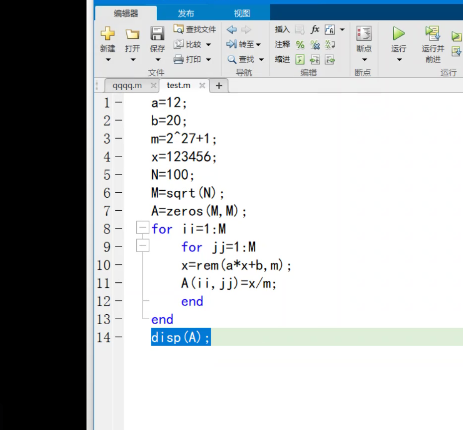 编辑器 发布 视图
新建 打开 保存 查找文件 比较 打印
转至 查找
插入 fx
注释 %
缩进
断点 运行 运行并前进
文件 导航 编辑 断点 运行
qqqq.m × test.m × +
1 - a=12;
2 - b=20;
3 - m=2^27+1;
4 - x=123456;
5 - N=100;
6 - M=sqrt(N);
7 - A=zeros(M,M);
8 - for ii=1:M
9 - for jj=1:M
10 - x=rem(a*x+b,m);
11 - A(ii,jj)=x/m;
12 - end
13 - end
14 - disp(A);